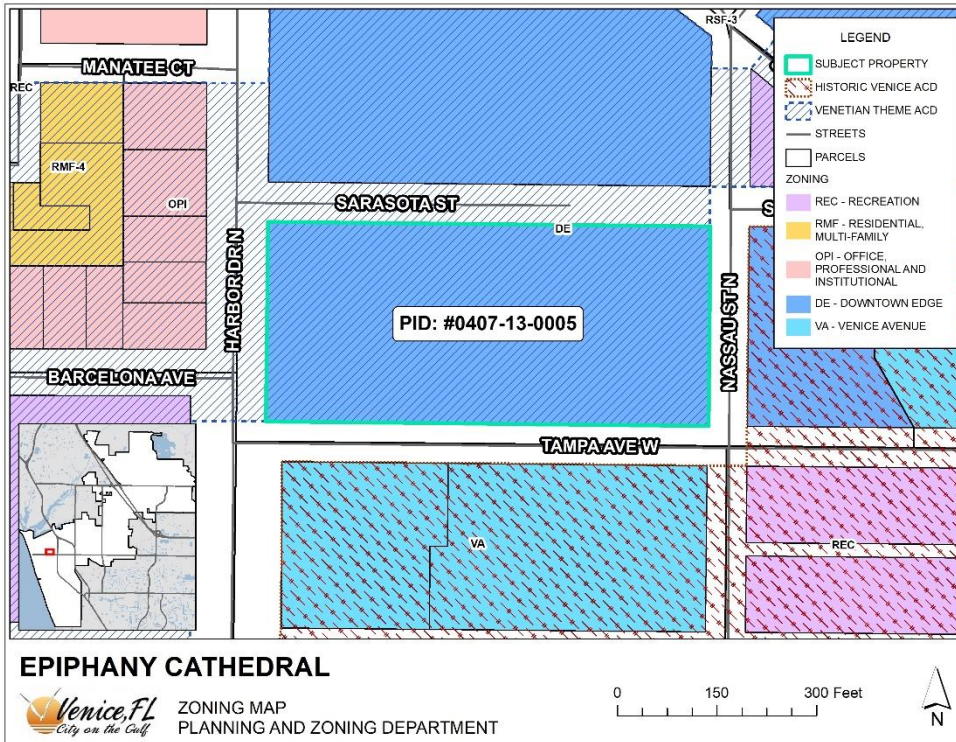 RSF-3
MANATEE CT
REC
RMF-4
OPI
SARASOTA ST
DE
HARBOR DR N
PID: #0407-13-0005
NASSAU ST N
BARCELONA AVE
TAMPA AVE W
VA
REC
LEGEND
SUBJECT PROPERTY
HISTORIC VENICE ACD
VENETIAN THEME ACD
STREETS
PARCELS
ZONING
REC - RECREATION
RMF - RESIDENTIAL,
MULTI-FAMILY
OPI - OFFICE,
PROFESSIONAL AND
INSTITUTIONAL
DE - DOWNTOWN EDGE
VA - VENICE AVENUE
EPIPHANY CATHEDRAL
Venice, FL
City on the Gulf
ZONING MAP
PLANNING AND ZONING DEPARTMENT
0 150 300 Feet
N